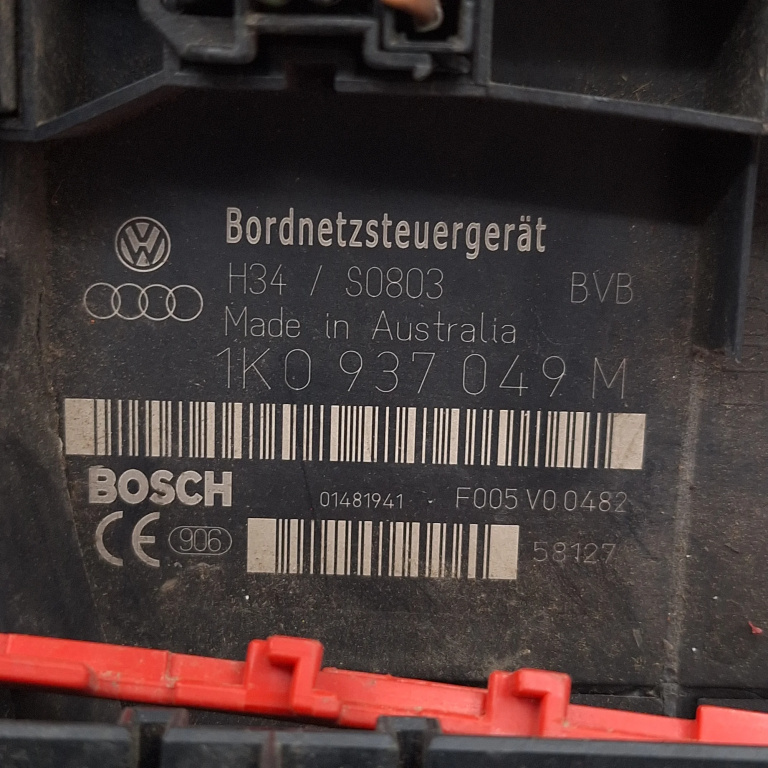 Bordnetzsteuergerät
H34 / S0803 BVB
Made in Australia
1K0 937 049 M
BOSCH 01481941 - F005 V0 0482
CE 906 58127